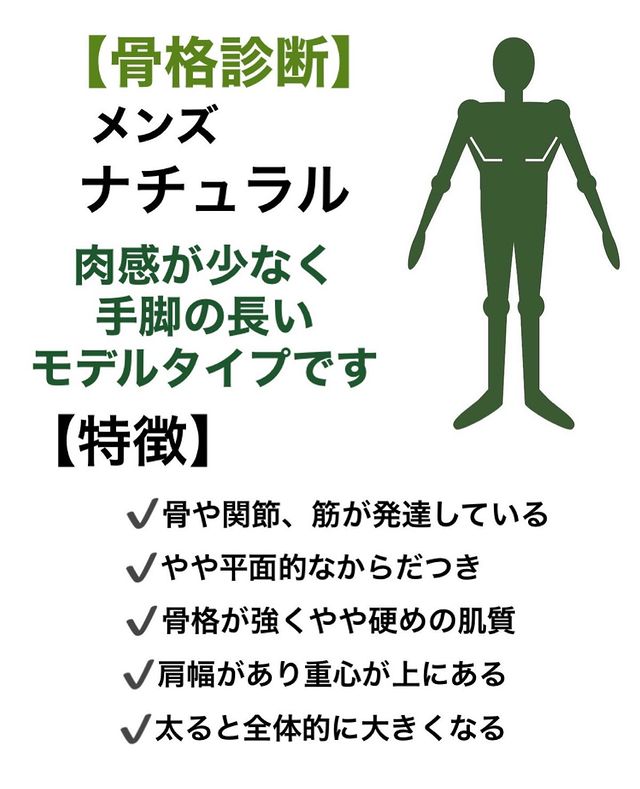 【骨格診断】
メンズ
ナチュラル
肉感が少なく
手脚の長い
モデルタイプです
【特徴】
✔骨や関節、筋が発達している
✔やや平面的なからだつき
✔骨格が強くやや硬めの肌質
✔肩幅があり重心が上にある
✔太ると全体的に大きくなる